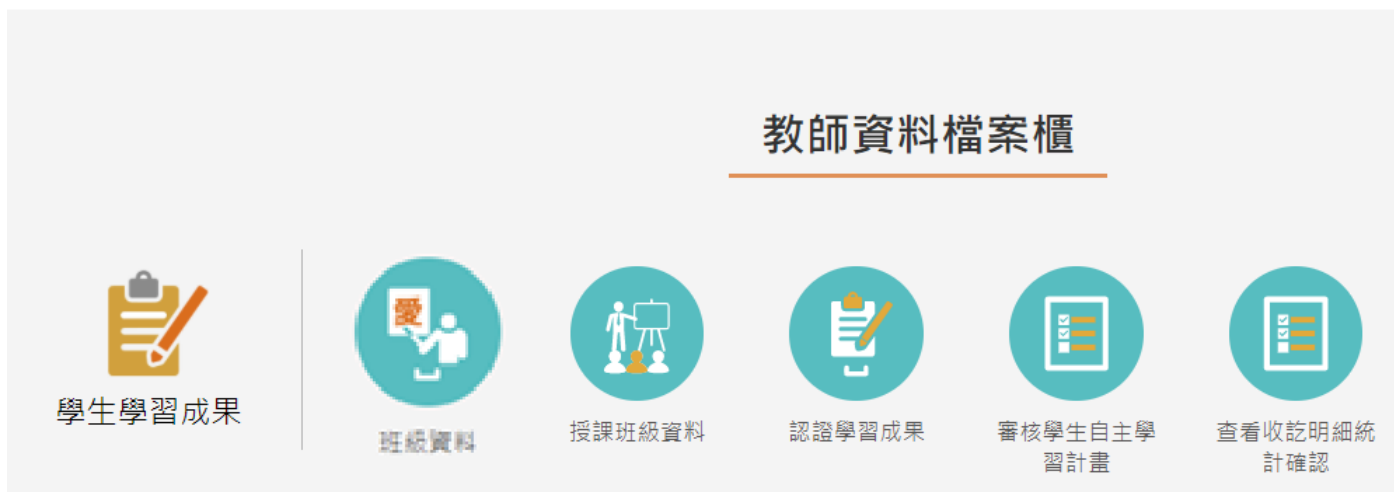 教師資料檔案櫃
愛
學生學習成果
班級資料
授課班級資料
認證學習成果
審核學生自主學
習計畫
查看收訖明細統
計確認